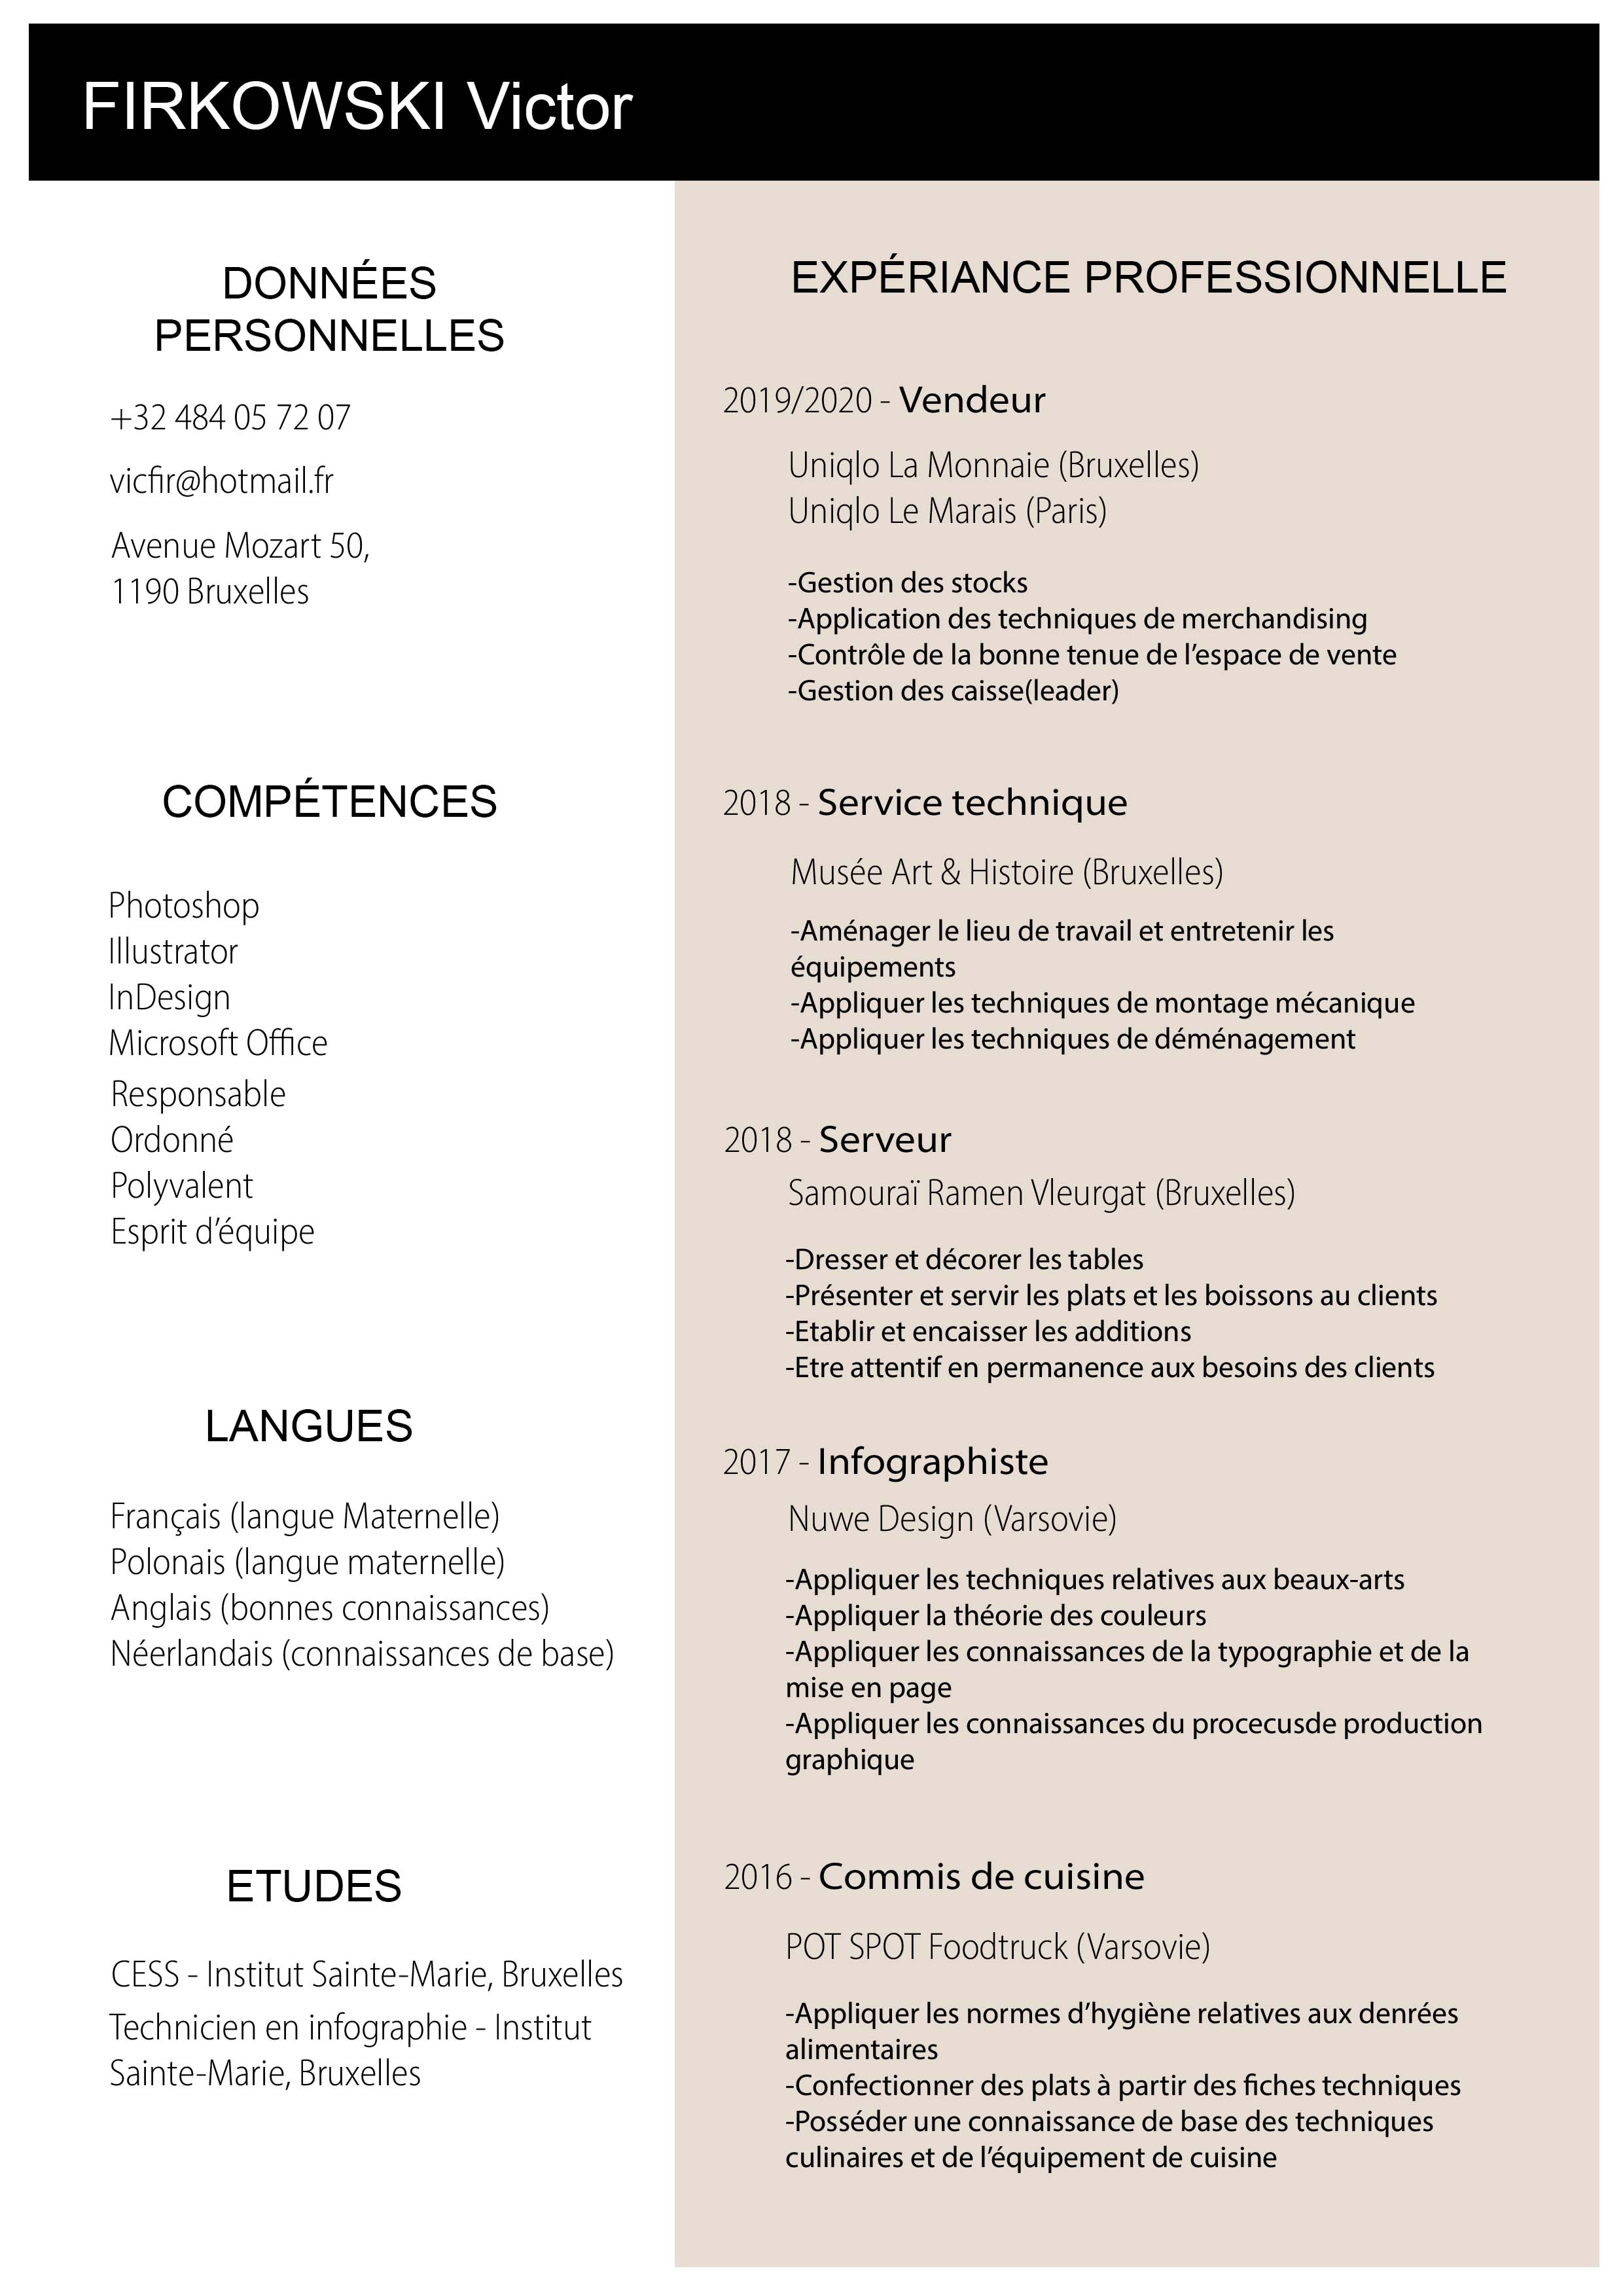 FIRKOWSKI Victor
DONNÉES
PERSONNELLES
+32 484 05 72 07
vicfir@hotmail.fr
Avenue Mozart 50,
1190 Bruxelles
COMPÉTENCES
Photoshop
Illustrator
InDesign
Microsoft Office
Responsable
Ordonné
Polyvalent
Esprit d’équipe
LANGUES
Français (langue Maternelle)
Polonais (langue maternelle)
Anglais (bonnes connaissances)
Néerlandais (connaissances de base)
ETUDES
CESS - Institut Sainte-Marie, Bruxelles
Technicien en infographie - Institut
Sainte-Marie, Bruxelles
EXPÉRIANCE PROFESSIONNELLE
2019/2020 - Vendeur
Uniqlo La Monnaie (Bruxelles)
Uniqlo Le Marais (Paris)
-Gestion des stocks
-Application des techniques de merchandising
-Contrôle de la bonne tenue de l’espace de vente
-Gestion des caisse(leader)
2018 - Service technique
Musée Art & Histoire (Bruxelles)
-Aménager le lieu de travail et entretenir les
équipements
-Appliquer les techniques de montage mécanique
-Appliquer les techniques de déménagement
2018 - Serveur
Samouraï Ramen Vleurgat (Bruxelles)
-Dresser et décorer les tables
-Présenter et servir les plats et les boissons au clients
-Etablir et encaisser les additions
-Etre attentif en permanence aux besoins des clients
2017 - Infographiste
Nuwe Design (Varsovie)
-Appliquer les techniques relatives aux beaux-arts
-Appliquer la théorie des couleurs
-Appliquer les connaissances de la typographie et de la
mise en page
-Appliquer les connaissances du procecusde production
graphique
2016 - Commis de cuisine
POT SPOT Foodtruck (Varsovie)
-Appliquer les normes d’hygiène relatives aux denrées
alimentaires
-Confectionner des plats à partir des fiches techniques
-Posséder une connaissance de base des techniques
culinaires et de l’équipement de cuisine